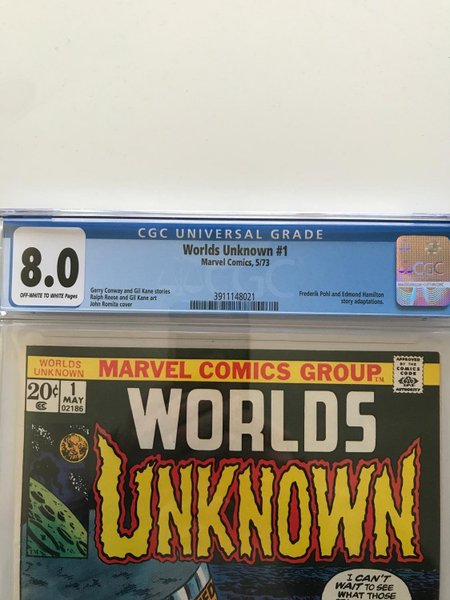 CGC UNIVERSAL GRADE
8.0
OFF-WHITE TO WHITE Pages
Worlds Unknown #1
Marvel Comics, 5/73
Gerry Conway and Gil Kane stories
Ralph Reese and Gil Kane art
John Romita cover
3911148021
Frederik Pohl and Edmond Hamilton
story adaptations.
CGC
WORLDS
UNKNOWN
MARVEL COMICS GROUP TM
APPROVED
BY THE
COMICS
CODE
AUTHORITY
20¢
1
MAY
02186
CC
WORLDS
UNKNOWN
I CAN'T
WAIT TO SEE
WHAT THOSE